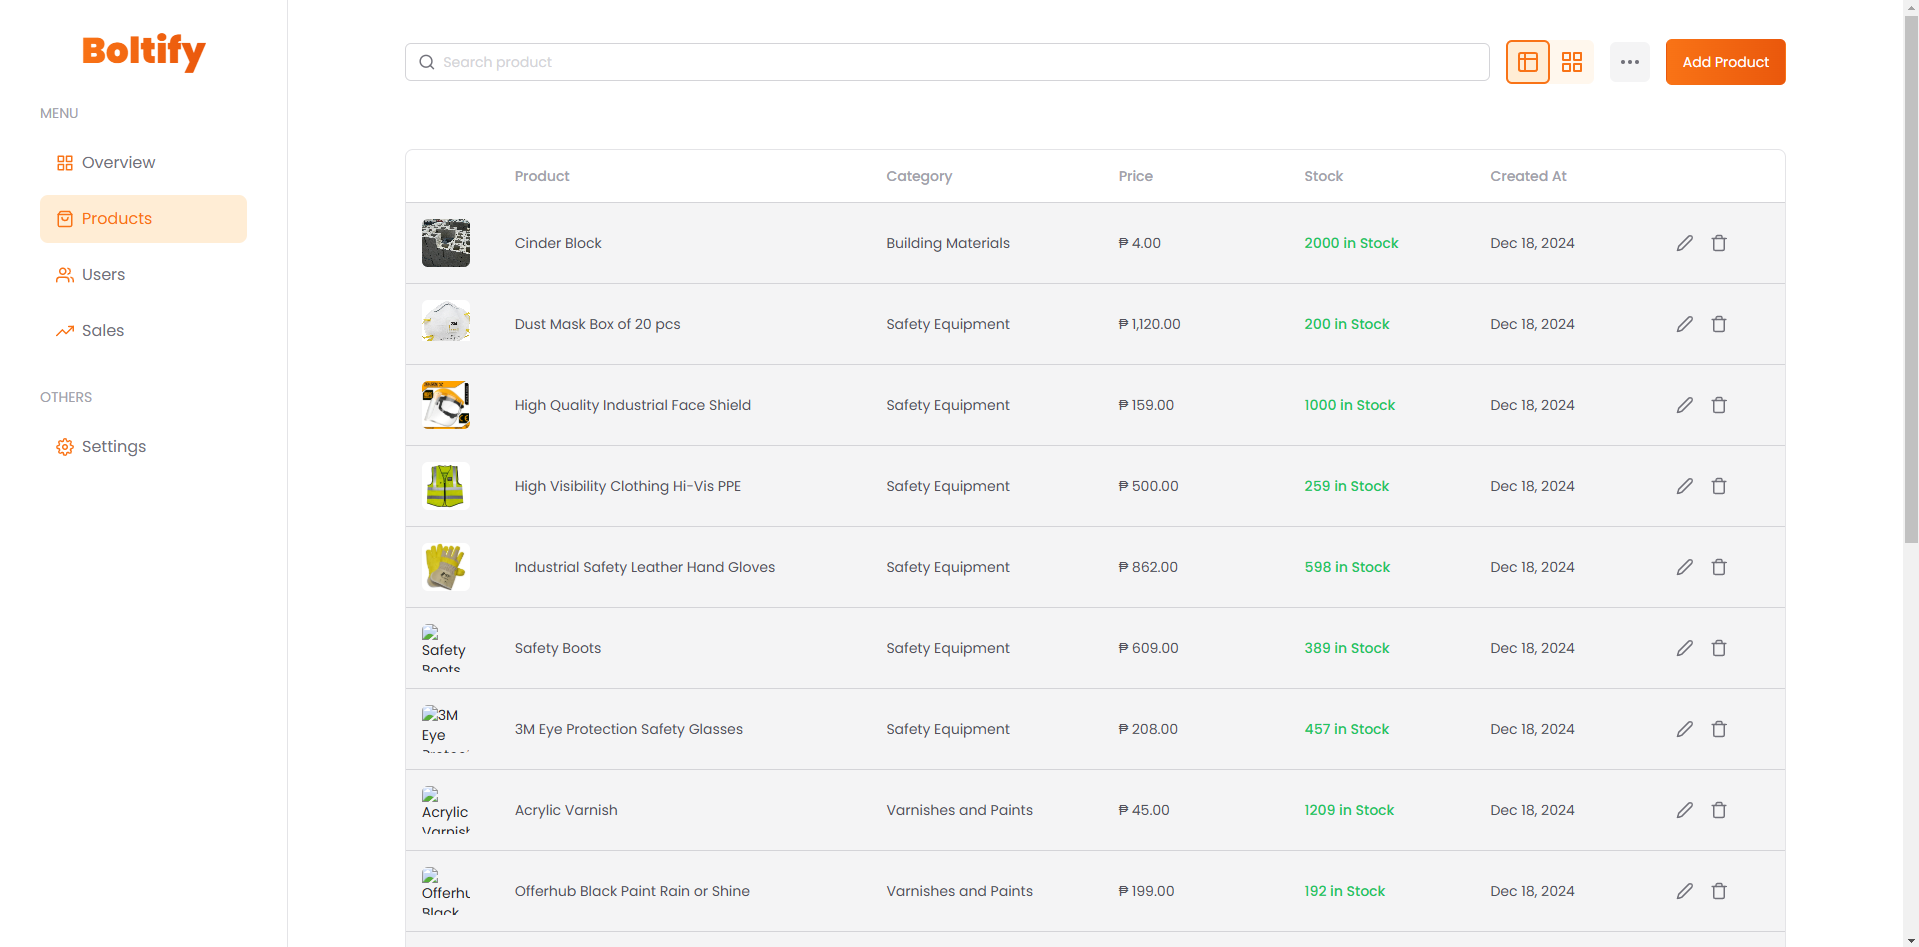 Boltify
MENU
Overview
Products
Users
Sales
OTHERS
Settings
Search product
Add Product
Product Category Price Stock Created At
Cinder Block Building Materials ₱ 4.00 2000 in Stock Dec 18, 2024
Dust Mask Box of 20 pcs Safety Equipment ₱ 1,120.00 200 in Stock Dec 18, 2024
High Quality Industrial Face Shield Safety Equipment ₱ 159.00 1000 in Stock Dec 18, 2024
High Visibility Clothing Hi-Vis PPE Safety Equipment ₱ 500.00 259 in Stock Dec 18, 2024
Industrial Safety Leather Hand Gloves Safety Equipment ₱ 862.00 598 in Stock Dec 18, 2024
Safety
Boots
Safety Boots Safety Equipment ₱ 609.00 389 in Stock Dec 18, 2024
3M
Eye
3M Eye Protection Safety Glasses Safety Equipment ₱ 208.00 457 in Stock Dec 18, 2024
Acrylic
Varnish
Acrylic Varnish Varnishes and Paints ₱ 45.00 1209 in Stock Dec 18, 2024
Offerhu
Black
Offerhub Black Paint Rain or Shine Varnishes and Paints ₱ 199.00 192 in Stock Dec 18, 2024